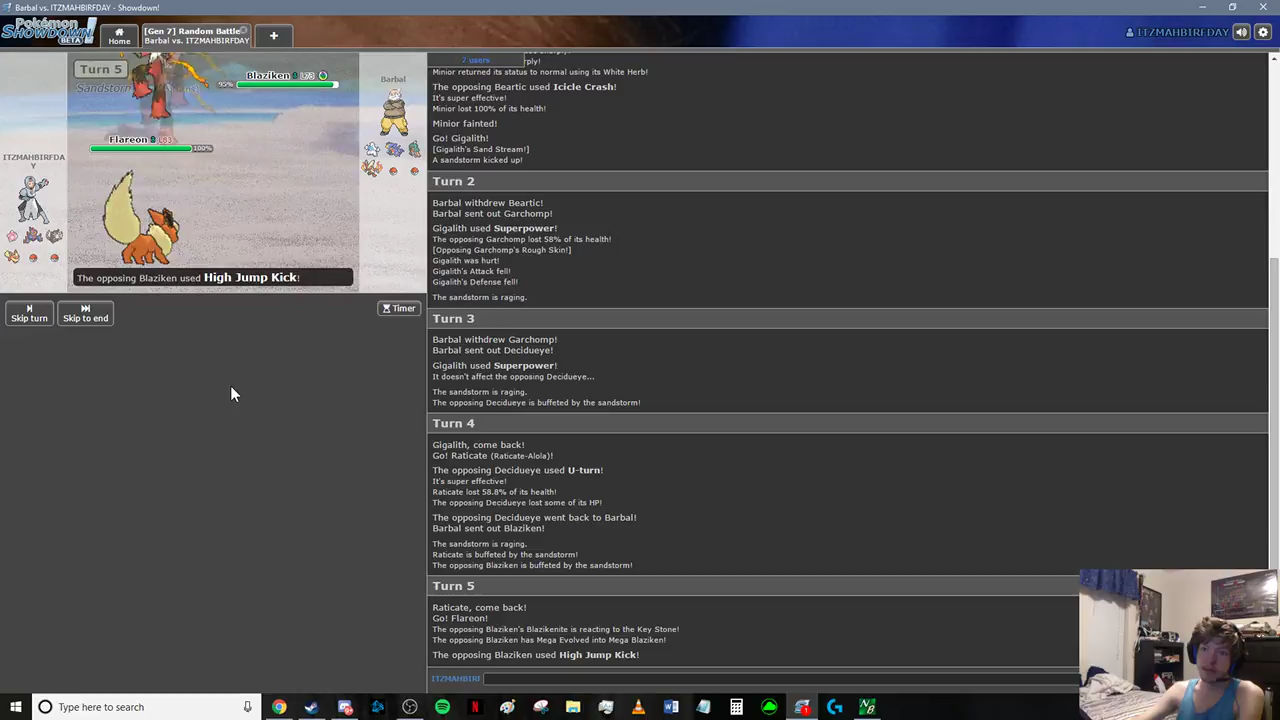 Barbal vs. ITZMAHBIRFDAY - Showdown!
Pokémon
SHOWDOWN!
BETA
Home
[Gen 7] Random Battle
Barbal vs. ITZMAHBIRFDAY
ITZMAHBIRFDAY
Turn 5
Sandstorm
Blaziken
L73
95%
Flareon
L83
100%
Barbal
ITZMAHBIRFDA
Y
The opposing Blaziken used High Jump Kick!
Skip turn
Skip to end
Timer
7 users
Minior returned its status to normal using its White Herb!
The opposing Beartic used Icicle Crash!
It's super effective!
Minior lost 100% of its health!
Minior fainted!
Go! Gigalith!
[Gigalith's Sand Stream!]
A sandstorm kicked up!
Turn 2
Barbal withdrew Beartic!
Barbal sent out Garchomp!
Gigalith used Superpower!
The opposing Garchomp lost 58% of its health!
[Opposing Garchomp's Rough Skin!]
Gigalith was hurt!
Gigalith's Attack fell!
Gigalith's Defense fell!
The sandstorm is raging.
Turn 3
Barbal withdrew Garchomp!
Barbal sent out Decidueye!
Gigalith used Superpower!
It doesn't affect the opposing Decidueye...
The sandstorm is raging.
The opposing Decidueye is buffeted by the sandstorm!
Turn 4
Gigalith, come back!
Go! Raticate (Raticate-Alola)!
The opposing Decidueye used U-turn!
It's super effective!
Raticate lost 58.8% of its health!
The opposing Decidueye lost some of its HP!
The opposing Decidueye went back to Barbal!
Barbal sent out Blaziken!
The sandstorm is raging.
Raticate is buffeted by the sandstorm!
The opposing Blaziken is buffeted by the sandstorm!
Turn 5
Raticate, come back!
Go! Flareon!
The opposing Blaziken's Blazikenite is reacting to the Key Stone!
The opposing Blaziken has Mega Evolved into Mega Blaziken!
The opposing Blaziken used High Jump Kick!
ITZMAHBIRF
Type here to search